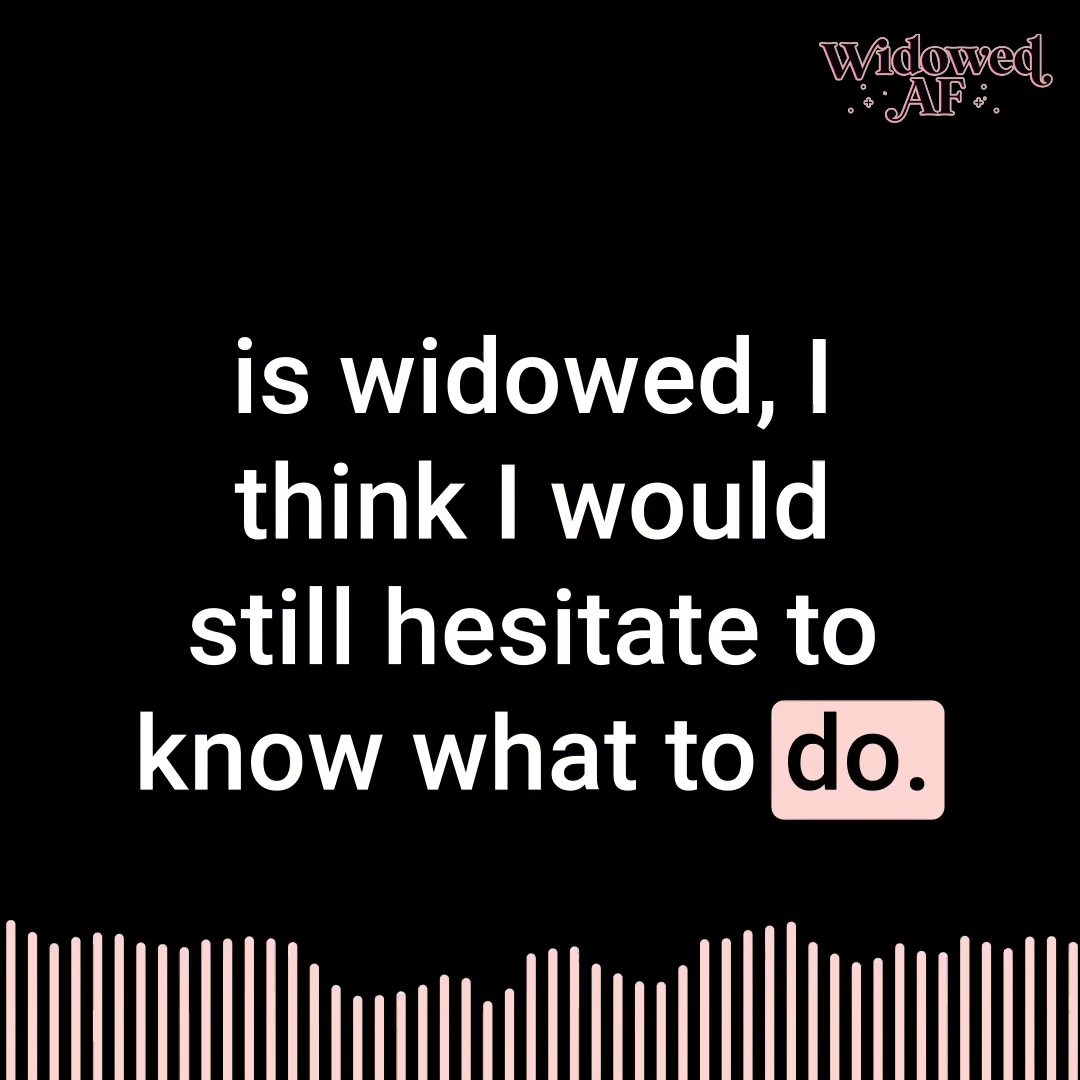 Widowed
AF
is widowed, I
think I would
still hesitate to
know what to do.